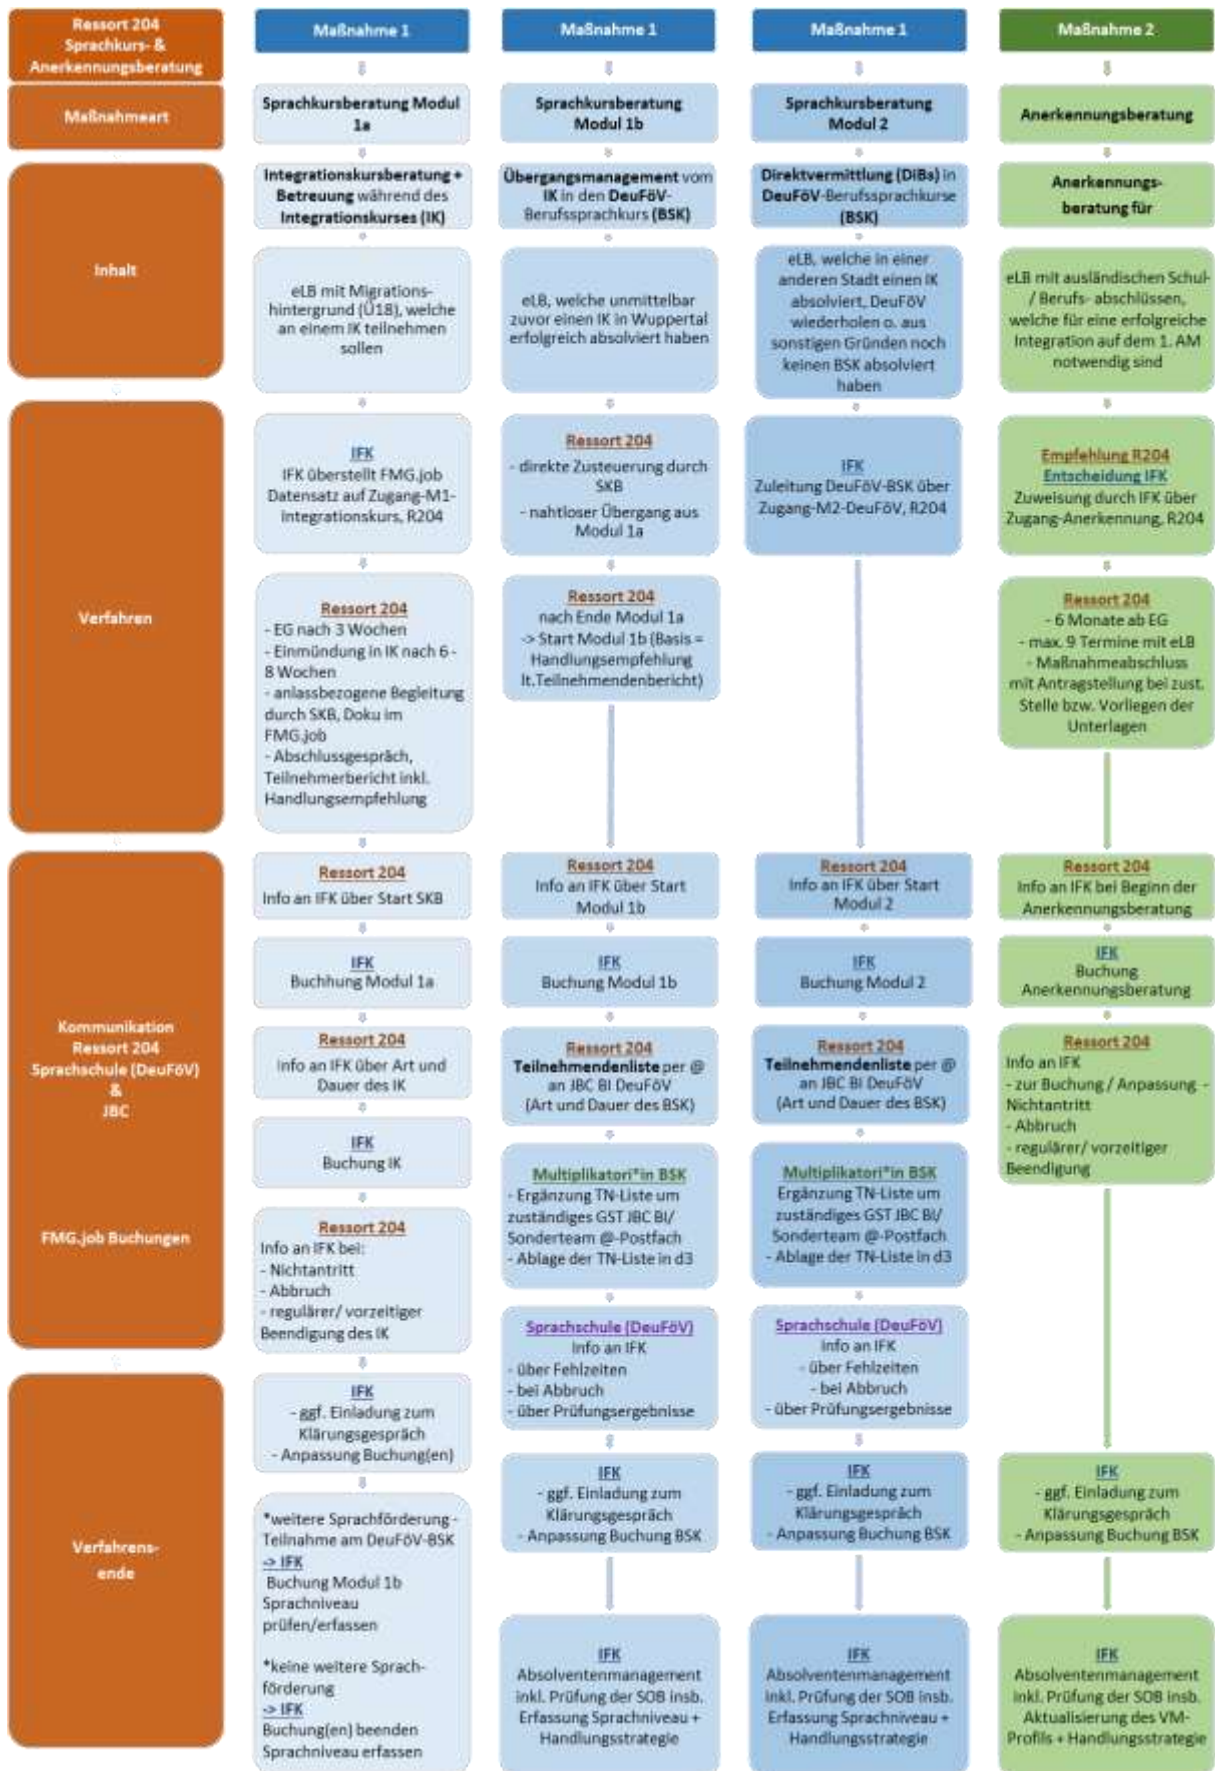 Ressort 204
Sprachkurs- &
Anerkennungsberatung
Maßnahmeart
Inhalt
Verfahren
Kommunikation
Ressort 204
Sprachschule (DeuFöV)
&
JBC
FMG.job Buchungen
Verfahrens-
ende
Maßnahme 1
Sprachkursberatung Modul
1a
Integrationskursberatung +
Betreuung während des
Integrationskurses (IK)
eLB mit Migrations-
hintergrund (Ü18), welche
an einem IK teilnehmen
sollen
IFK
IFK überstellt FMG.job
Datensatz auf Zugang-M1-
Integrationskurs, R204
Ressort 204
- EG nach 3 Wochen
- Einmündung in IK nach 6 -
8 Wochen
- anlassbezogene Begleitung
durch SKB, Doku im
FMG.job
- Abschlussgespräch,
Teilnehmerbericht inkl.
Handlungsempfehlung
Ressort 204
Info an IFK über Start SKB
IFK
Buchhung Modul 1a
Ressort 204
Info an IFK über Art und
Dauer des IK
IFK
Buchung IK
Ressort 204
Info an IFK bei:
- Nichtantritt
- Abbruch
- regulärer/ vorzeitiger
Beendigung des IK
IFK
- ggf. Einladung zum
Klärungsgespräch
- Anpassung Buchung(en)
*weitere Sprachförderung -
Teilnahme am DeuFöV-BSK
-> IFK
Buchung Modul 1b
Sprachniveau
prüfen/erfassen
*keine weitere Sprach-
förderung
-> IFK
Buchung(en) beenden
Sprachniveau erfassen
Maßnahme 1
Sprachkursberatung
Modul 1b
Übergangsmanagement vom
IK in den DeuFöV-
Berufssprachkurs (BSK)
eLB, welche unmittelbar
zuvor einen IK in Wuppertal
erfolgreich absolviert haben
Ressort 204
- direkte Zusteuerung durch
SKB
- nahtloser Übergang aus
Modul 1a
Ressort 204
nach Ende Modul 1a
-> Start Modul 1b (Basis =
Handlungsempfehlung
lt.Teilnehmendenbericht)
Ressort 204
Info an IFK über Start
Modul 1b
IFK
Buchung Modul 1b
Ressort 204
Teilnehmendenliste per @
an JBC BI DeuFöV
(Art und Dauer des BSK)
Multiplikatori*in BSK
- Ergänzung TN-Liste um
zuständiges GST JBC BI/
Sonderteam @-Postfach
- Ablage der TN-Liste in d3
Sprachschule (DeuFöV)
Info an IFK
- über Fehlzeiten
- bei Abbruch
- über Prüfungsergebnisse
IFK
- ggf. Einladung zum
Klärungsgespräch
- Anpassung Buchung BSK
IFK
Absolventenmanagement
inkl. Prüfung der SOB insb.
Erfassung Sprachniveau +
Handlungsstrategie
Maßnahme 1
Sprachkursberatung
Modul 2
Direktvermittlung (DiBs) in
DeuFöV-Berufssprachkurse
(BSK)
eLB, welche in einer
anderen Stadt einen IK
absolviert, DeuFöV
wiederholen o. aus
sonstigen Gründen noch
keinen BSK absolviert
haben
IFK
Zuleitung DeuFöV-BSK über
Zugang-M2-DeuFöV, R204
Ressort 204
Info an IFK über Start
Modul 2
IFK
Buchung Modul 2
Ressort 204
Teilnehmendenliste per @
an JBC BI DeuFöV
(Art und Dauer des BSK)
Multiplikatori*in BSK
Ergänzung TN-Liste um
zuständiges GST JBC BI/
Sonderteam @-Postfach
- Ablage der TN-Liste in d3
Sprachschule (DeuFöV)
Info an IFK
- über Fehlzeiten
- bei Abbruch
- über Prüfungsergebnisse
IFK
- ggf. Einladung zum
Klärungsgespräch
- Anpassung Buchung BSK
IFK
Absolventenmanagement
inkl. Prüfung der SOB insb.
Erfassung Sprachniveau +
Handlungsstrategie
Maßnahme 2
Anerkennungsberatung
Anerkennungs-
beratung für
eLB mit ausländischen Schul-
/ Berufs- abschlüssen,
welche für eine erfolgreiche
Integration auf dem 1. AM
notwendig sind
Empfehlung R204
Entscheidung IFK
Zuweisung durch IFK über
Zugang-Anerkennung, R204
Ressort 204
- 6 Monate ab EG
- max. 9 Termine mit eLB
- Maßnahmeabschluss
mit Antragstellung bei zust.
Stelle bzw. Vorliegen der
Unterlagen
Ressort 204
Info an IFK bei Beginn der
Anerkennungsberatung
IFK
Buchung
Anerkennungsberatung
Ressort 204
Info an IFK
- zur Buchung / Anpassung -
Nichtantritt
- Abbruch
- regulärer/ vorzeitiger
Beendigung
IFK
- ggf. Einladung zum
Klärungsgespräch
- Anpassung Buchung BSK
IFK
Absolventenmanagement
inkl. Prüfung der SOB insb.
Aktualisierung des VM-
Profils + Handlungsstrategie